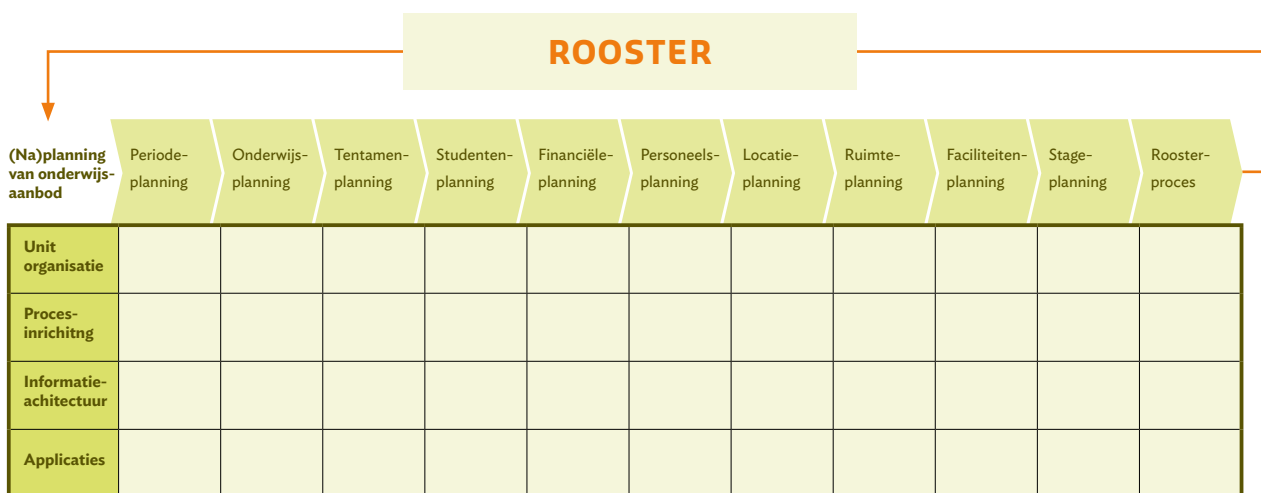 ROOSTER
(Na)planning
van onderwijs-
aanbod
Periode-
planning
Onderwijs-
planning
Tentamen-
planning
Studenten-
planning
Financiële-
planning
Personeels-
planning
Locatie-
planning
Ruimte-
planning
Faciliteiten-
planning
Stage-
planning
Rooster-
proces
Unit
organisatie
Proces-
inrichitng
Informatie-
achitectuur
Applicaties